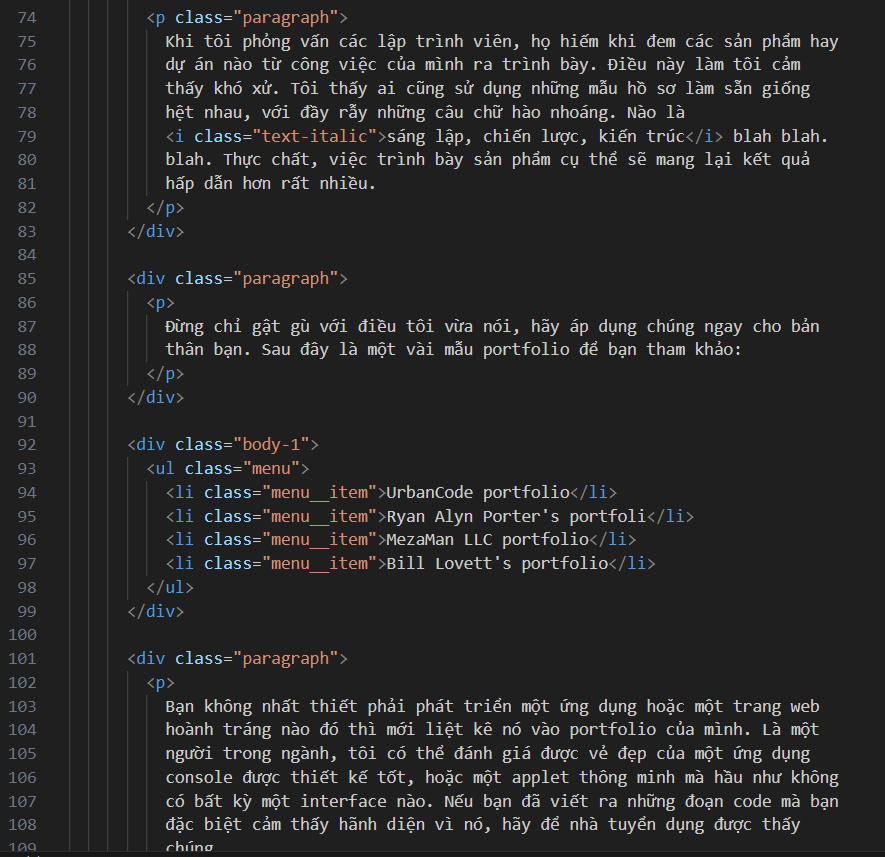 74 <p class="paragraph">
75 Khi tôi phỏng vấn các lập trình viên, họ hiếm khi đem các sản phẩm hay
76 dự án nào từ công việc của mình ra trình bày. Điều này làm tôi cảm
77 thấy khó xử. Tôi thấy ai cũng sử dụng những mẫu hồ sơ làm sẵn giống
78 hệt nhau, với đầy rẫy những câu chữ hào nhoáng. Nào là
79 <i class="text-italic">sáng lập, chiến lược, kiến trúc</i> blah blah.
80 blah. Thực chất, việc trình bày sản phẩm cụ thể sẽ mang lại kết quả
81 hấp dẫn hơn rất nhiều.
82 </p>
83 </div>
84
85 <div class="paragraph">
86 <p>
87 Đừng chỉ gật gù với điều tôi vừa nói, hãy áp dụng chúng ngay cho bản
88 thân bạn. Sau đây là một vài mẫu portfolio để bạn tham khảo:
89 </p>
90 </div>
91
92 <div class="body-1">
93 <ul class="menu">
94 <li class="menu__item">UrbanCode portfolio</li>
95 <li class="menu__item">Ryan Alyn Porter's portfoli</li>
96 <li class="menu__item">MezaMan LLC portfolio</li>
97 <li class="menu__item">Bill Lovett's portfolio</li>
98 </ul>
99 </div>
100
101 <div class="paragraph">
102 <p>
103 Bạn không nhất thiết phải phát triển một ứng dụng hoặc một trang web
104 hoành tráng nào đó thì mới liệt kê nó vào portfolio của mình. Là một
105 người trong ngành, tôi có thể đánh giá được vẻ đẹp của một ứng dụng
106 console được thiết kế tốt, hoặc một applet thông minh mà hầu như không
107 có bất kỳ một interface nào. Nếu bạn đã viết ra những đoạn code mà bạn
108 đặc biệt cảm thấy hãnh diện vì nó, hãy để nhà tuyển dụng được thấy
109 chúng